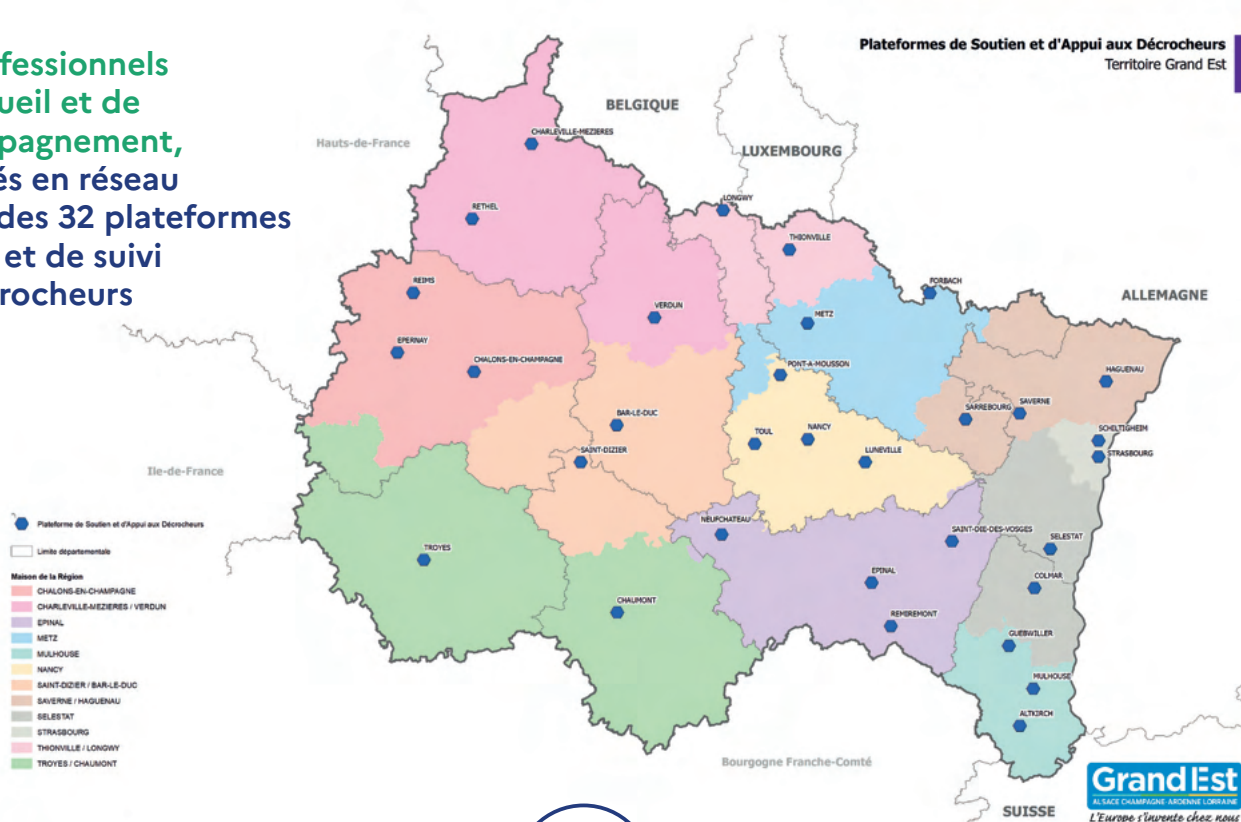 fessionnels
ueil et de
pagnement,
és en réseau
des 32 plateformes
et de suivi
rocheurs
Plateformes de Soutien et d'Appui aux Décrocheurs
Territoire Grand Est
BELGIQUE
Hauts-de-France
CHARLEVILLE-MEZIERES
LUXEMBOURG
RETHEL
LONGWY
THIONVILLE
REIMS
FORBACH
ALLEMAGNE
VERDUN
METZ
EPERNAY
CHALONS-EN-CHAMPAGNE
PONT-A-MOUSSON
HAGUENAU
SARREBOURG
SAVERNE
BAR-LE-DUC
TOUL
NANCY
SCHILTIGHEIM
SAINT-DIZIER
LUNEVILLE
STRASBOURG
Ile-de-France
NEUFCHATEAU
SAINT-DIE-DES-VOSGES
SELESTAT
TROYES
EPINAL
COLMAR
CHAUMONT
REMIREMONT
GUEBWILLER
MULHOUSE
ALTKIRCH
Bourgogne Franche-Comté
SUISSE
Plateforme de Soutien et d'Appui aux Décrocheurs
Limite départementale
Maison de la Région
CHALONS-EN-CHAMPAGNE
CHARLEVILLE-MEZIERES / VERDUN
EPINAL
METZ
MULHOUSE
NANCY
SAINT-DIZIER / BAR-LE-DUC
SAVERNE / HAGUENAU
SELESTAT
STRASBOURG
THIONVILLE / LONGWY
TROYES / CHAUMONT
Grand Est
ALSACE CHAMPAGNE-ARDENNE LORRAINE
L'Europe s'invente chez nous